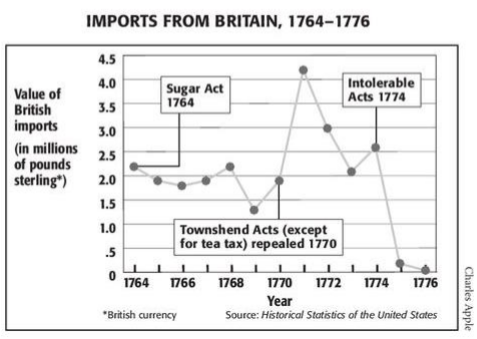 IMPORTS FROM BRITAIN, 1764–1776
Value of
British
imports
(in millions
of pounds
sterling*)
4.5
4.0
3.5
3.0
2.5
2.0
1.5
1.0
.5
0
Sugar Act
1764
Intolerable
Acts 1774
Townshend Acts (except
for tea tax) repealed 1770
1764 1766 1768 1770 1772 1774 1776
Year
*British currency
Source: Historical Statistics of the United States
Charles Apple